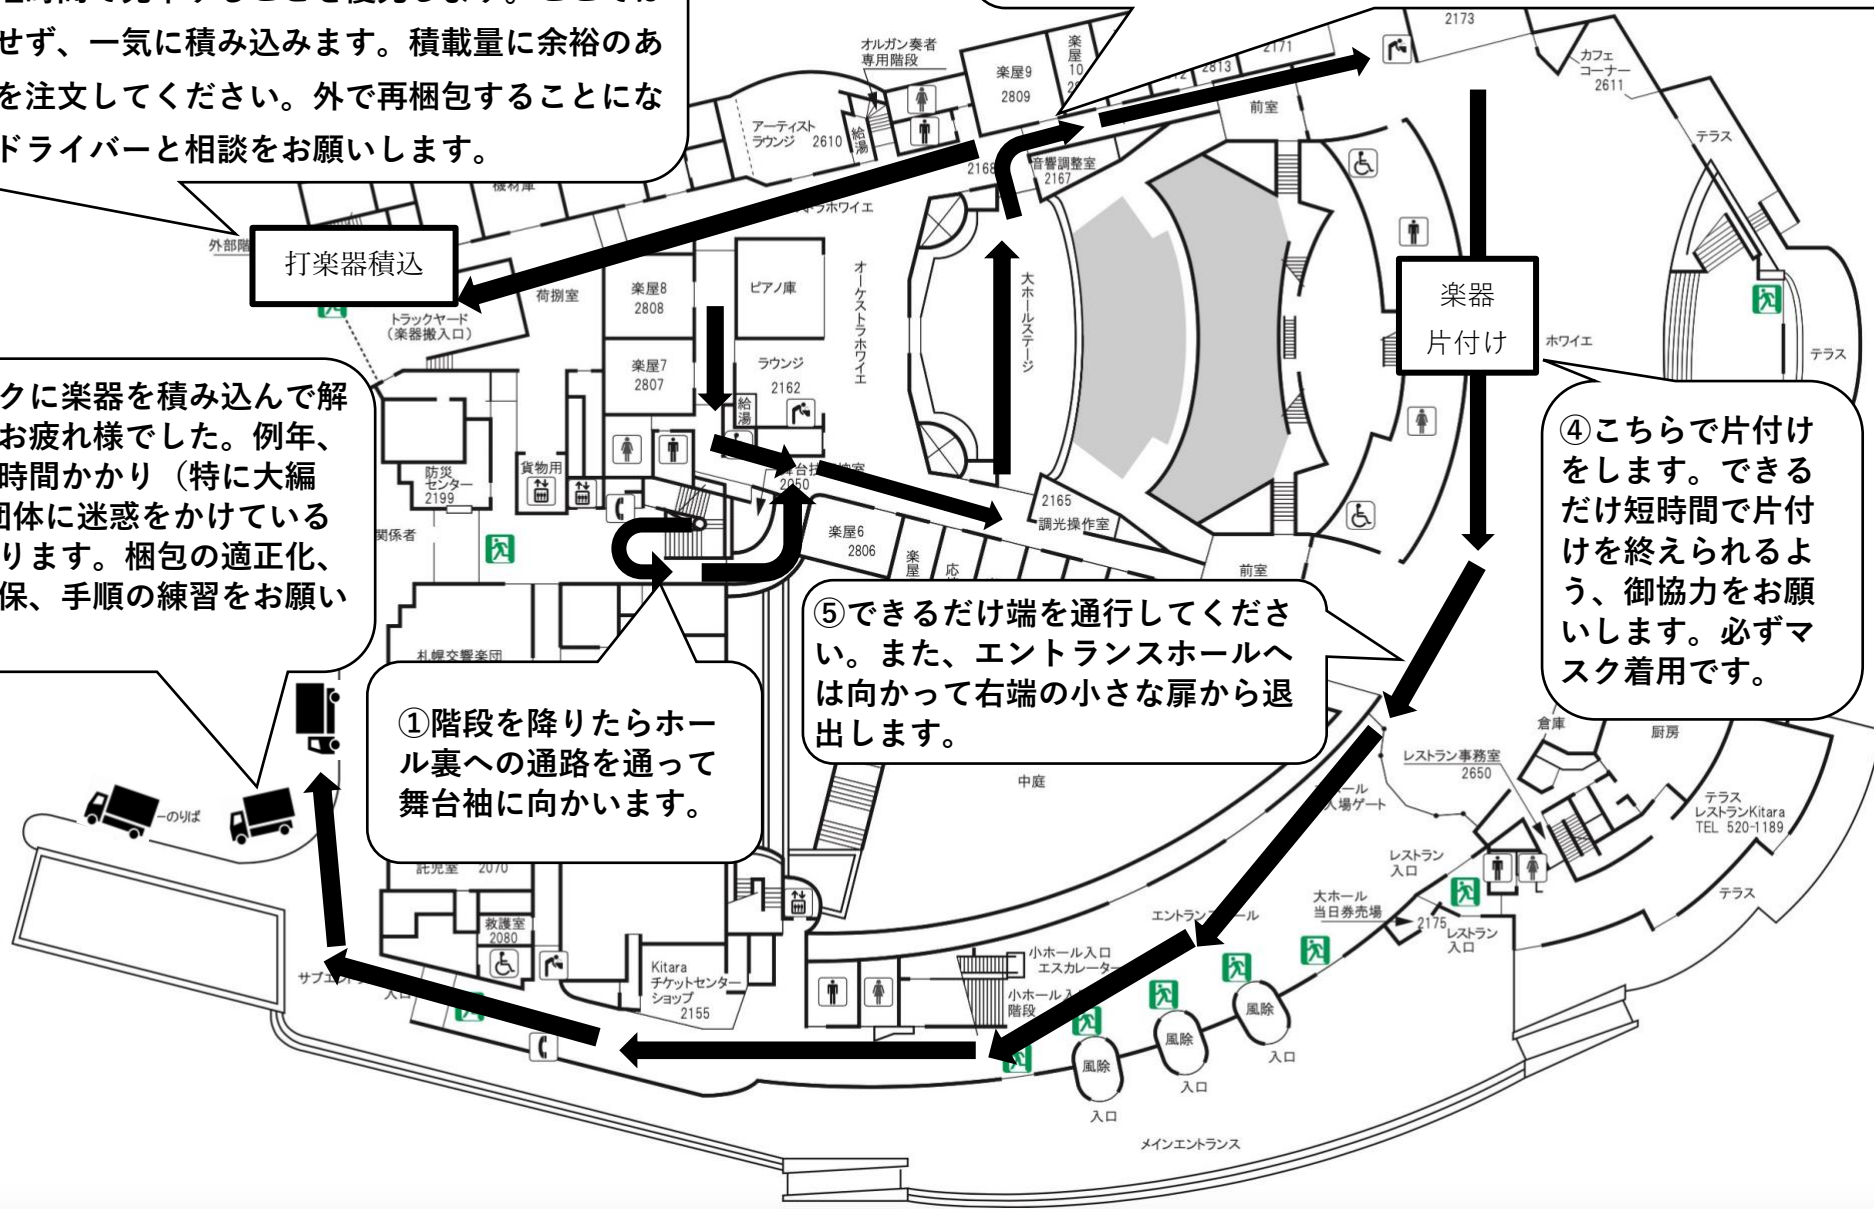 せず、一気に積み込みます。積載量に余裕のあ
を注文してください。外で再梱包することにな
ドライバーと相談をお願いします。
オルガン奏者
専用階段
楽屋9
2809
楽屋
10
2171
2813
2173
カフェ
コーナー
2611
テラス
前室
アーティスト
ラウンジ 2610
給湯
2168
音響調整室
2167
機材庫
ホワイエ
打楽器積込
荷捌室
トラックヤード
(楽器搬入口)
楽屋8
2808
ピアノ庫
オーケストラホワイエ
大ホールステージ
楽器
片付け
ホワイエ
テラス
楽屋7
2807
ラウンジ
2162
給湯
クに楽器を積み込んで解
お疲れ様でした。例年、
時間かかり（特に大編
団体に迷惑をかけている
ります。梱包の適正化、
保、手順の練習をお願い
防災
センター
2199
貨物用
関係者
2050
2165
調光操作室
楽屋6
2806
楽屋
前室
④こちらで片付け
をします。できる
だけ短時間で片付
けを終えられるよ
う、御協力をお願
いします。必ずマ
スク着用です。
⑤できるだけ端を通行してくださ
い。また、エントランスホールへ
は向かって右端の小さな扉から退
出します。
札幌交響楽団
①階段を降りたらホー
ル裏への通路を通って
舞台袖に向かいます。
中庭
倉庫
厨房
レストラン事務室
2650
入場ゲート
テラス
レストランKitara
TEL 520-1189
ーのりば
託児室 2070
レストラン
入口
大ホール
当日券売場
2175
レストラン
入口
テラス
救護室
2080
Kitara
チケットセンター
ショップ
2155
小ホール入口
エスカレーター
階段
入口
風除
風除
風除
入口
入口
入口
メインエントランス